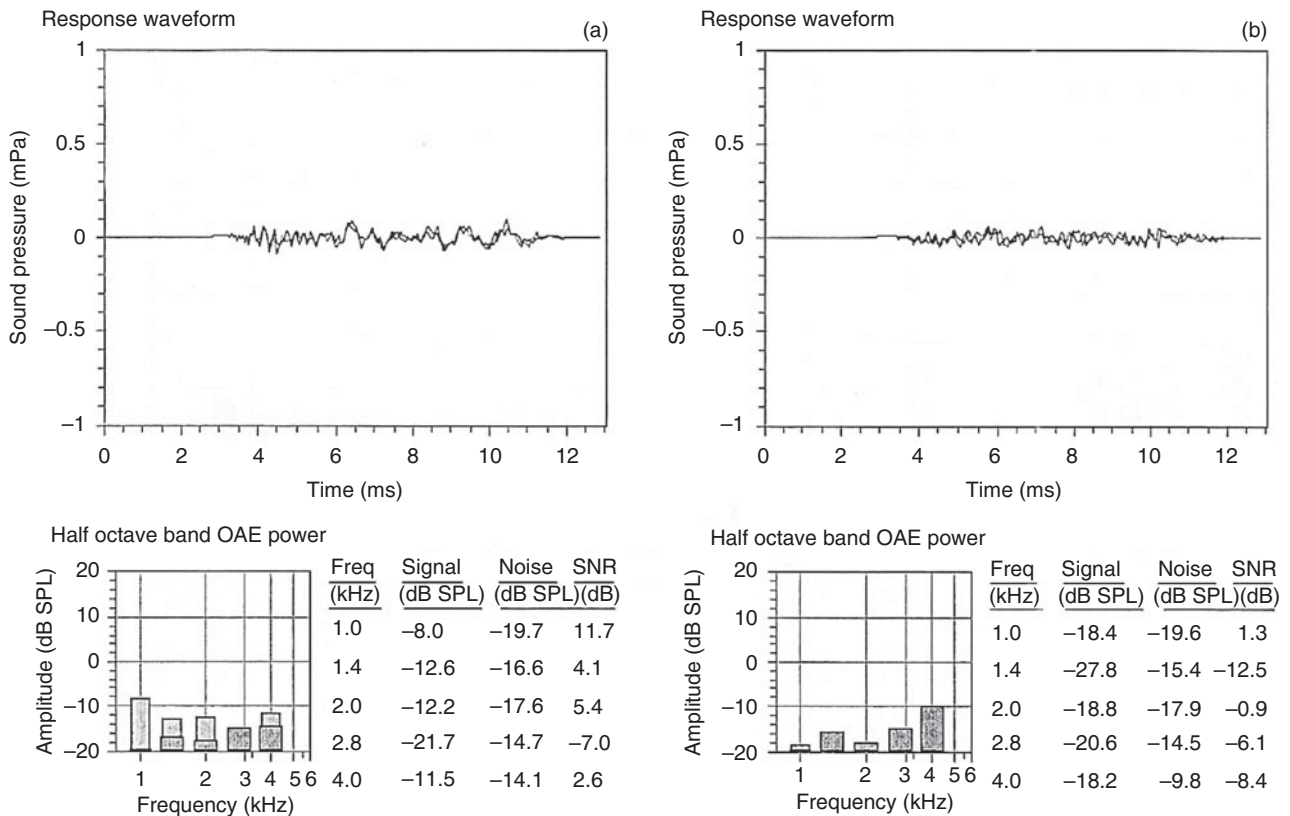 Response waveform
(a)
1
0.5
0
–0.5
–1
Sound pressure (mPa)
0 2 4 6 8 10 12
Time (ms)
Half octave band OAE power
20
10
0
–10
–20
Amplitude (dB SPL)
1 2 3 4 5 6
Frequency (kHz)
Freq Signal Noise SNR
(kHz) (dB SPL) (dB SPL)(dB)
1.0 –8.0 –19.7 11.7
1.4 –12.6 –16.6 4.1
2.0 –12.2 –17.6 5.4
2.8 –21.7 –14.7 –7.0
4.0 –11.5 –14.1 2.6
Response waveform
(b)
1
0.5
0
–0.5
–1
Sound pressure (mPa)
0 2 4 6 8 10 12
Time (ms)
Half octave band OAE power
20
10
0
–10
–20
Amplitude (dB SPL)
1 2 3 4 5 6
Frequency (kHz)
Freq Signal Noise SNR
(kHz) (dB SPL) (dB SPL)(dB)
1.0 –18.4 –19.6 1.3
1.4 –27.8 –15.4 –12.5
2.0 –18.8 –17.9 –0.9
2.8 –20.6 –14.5 –6.1
4.0 –18.2 –9.8 –8.4